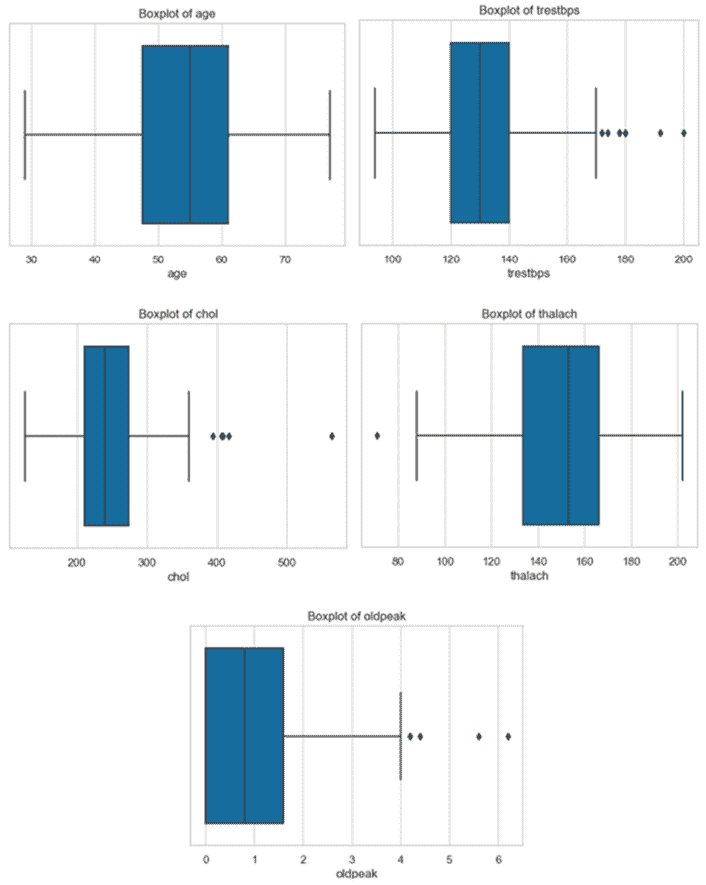 Boxplot of age
30 40 50 60 70
age
Boxplot of trestbps
100 120 140 160 180 200
trestbps
Boxplot of chol
200 300 400 500
chol
Boxplot of thalach
80 100 120 140 160 180 200
thalach
Boxplot of oldpeak
0 1 2 3 4 5 6
oldpeak